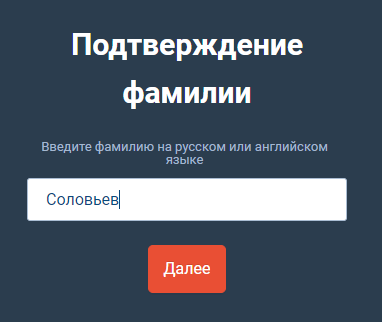 Подтверждение
фамилии
Введите фамилию на русском или английском
языке
Соловьев
Далее